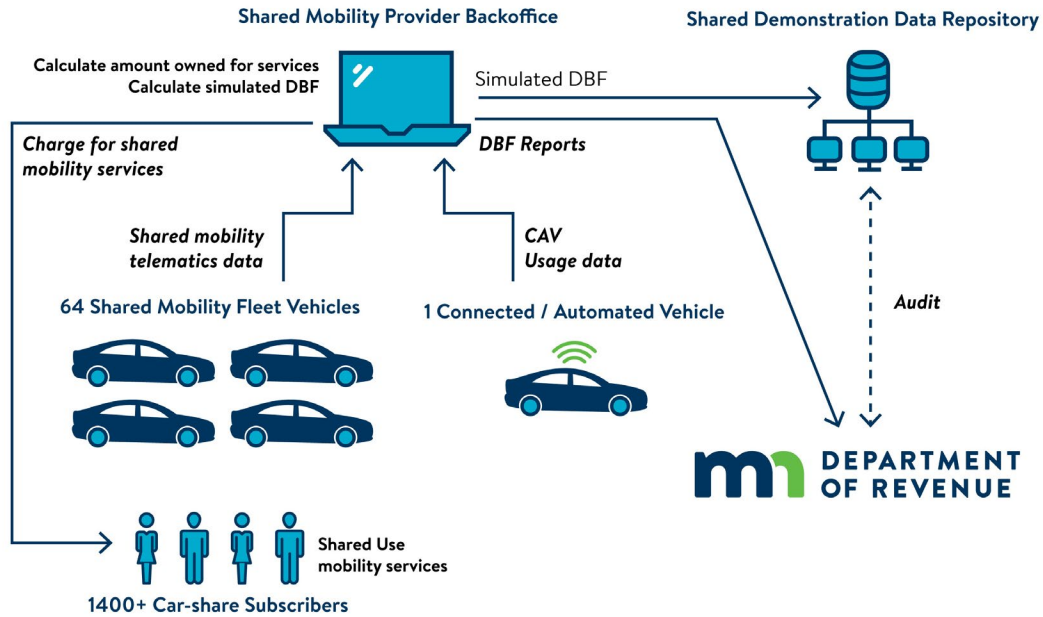 Shared Mobility Provider Backoffice
Shared Demonstration Data Repository
Calculate amount owned for services
Calculate simulated DBF
Simulated DBF
Charge for shared
mobility services
DBF Reports
Shared mobility
telematics data
CAV
Usage data
64 Shared Mobility Fleet Vehicles
1 Connected / Automated Vehicle
Audit
mn DEPARTMENT
OF REVENUE
Shared Use
mobility services
1400+ Car-share Subscribers